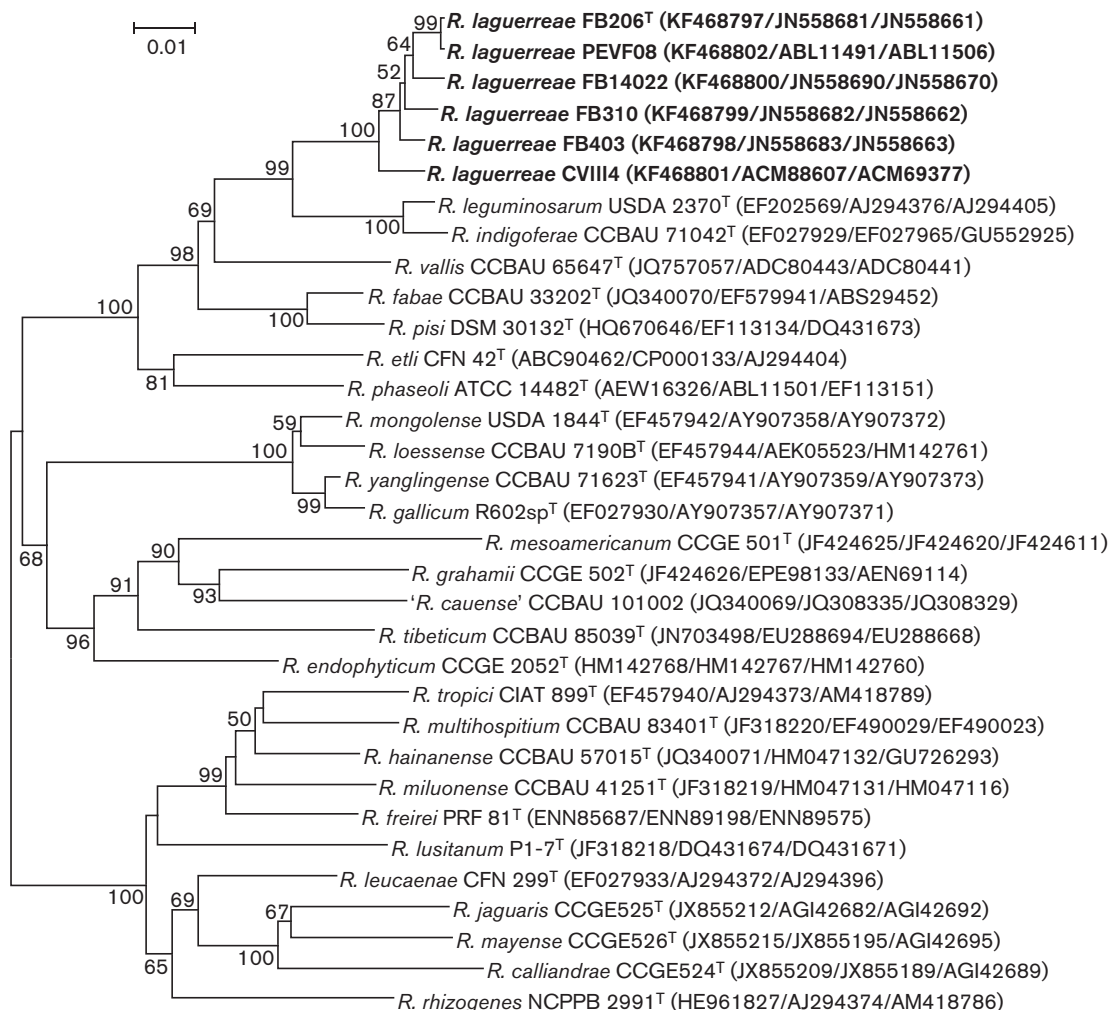 0.01
99
R. laguerreae FB206ᵀ (KF468797/JN558681/JN558661)
R. laguerreae PEVF08 (KF468802/ABL11491/ABL11506)
64
R. laguerreae FB14022 (KF468800/JN558690/JN558670)
52
R. laguerreae FB310 (KF468799/JN558682/JN558662)
87
R. laguerreae FB403 (KF468798/JN558683/JN558663)
100
R. laguerreae CVIII4 (KF468801/ACM88607/ACM69377)
99
R. leguminosarum USDA 2370ᵀ (EF202569/AJ294376/AJ294405)
100
R. indigoferae CCBAU 71042ᵀ (EF027929/EF027965/GU552925)
69
R. vallis CCBAU 65647ᵀ (JQ757057/ADC80443/ADC80441)
98
R. fabae CCBAU 33202ᵀ (JQ340070/EF579941/ABS29452)
100
R. pisi DSM 30132ᵀ (HQ670646/EF113134/DQ431673)
100
R. etli CFN 42ᵀ (ABC90462/CP000133/AJ294404)
81
R. phaseoli ATCC 14482ᵀ (AEW16326/ABL11501/EF113151)
59
R. mongolense USDA 1844ᵀ (EF457942/AY907358/AY907372)
100
R. loessense CCBAU 7190Bᵀ (EF457944/AEK05523/HM142761)
R. yanglingense CCBAU 71623ᵀ (EF457941/AY907359/AY907373)
99
R. gallicum R602spᵀ (EF027930/AY907357/AY907371)
68
90
R. mesoamericanum CCGE 501ᵀ (JF424625/JF424620/JF424611)
R. grahamii CCGE 502ᵀ (JF424626/EPE98133/AEN69114)
91
93
'R. cauense' CCBAU 101002 (JQ340069/JQ308335/JQ308329)
R. tibeticum CCBAU 85039ᵀ (JN703498/EU288694/EU288668)
96
R. endophyticum CCGE 2052ᵀ (HM142768/HM142767/HM142760)
R. tropici CIAT 899ᵀ (EF457940/AJ294373/AM418789)
50
R. multihospitium CCBAU 83401ᵀ (JF318220/EF490029/EF490023)
R. hainanense CCBAU 57015ᵀ (JQ340071/HM047132/GU726293)
99
R. miluonense CCBAU 41251ᵀ (JF318219/HM047131/HM047116)
R. freirei PRF 81ᵀ (ENN85687/ENN89198/ENN89575)
R. lusitanum P1-7ᵀ (JF318218/DQ431674/DQ431671)
100
R. leucaenae CFN 299ᵀ (EF027933/AJ294372/AJ294396)
69
67
R. jaguaris CCGE525ᵀ (JX855212/AGI42682/AGI42692)
R. mayense CCGE526ᵀ (JX855215/JX855195/AGI42695)
100
65
R. calliandrae CCGE524ᵀ (JX855209/JX855189/AGI42689)
R. rhizogenes NCPPB 2991ᵀ (HE961827/AJ294374/AM418786)